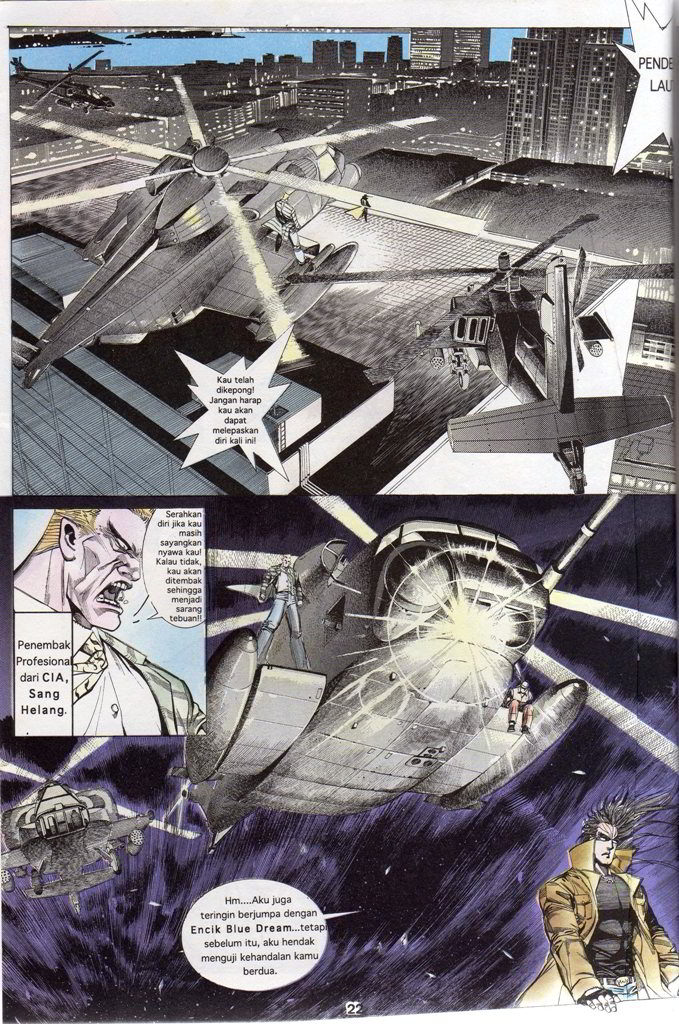 PENDE
LAU
Kau telah
dikepong!
Jangan harap
kau akan
dapat
melepaskan
diri kali ini!
Serahkan
diri jika kau
masih
sayangkan
nyawa kau!
Kalau tidak,
kau akan
ditembak
sehingga
menjadi
sarang
tebuan!!
Penembak
Profesional
dari CIA,
Sang
Helang.
Hm....Aku juga
teringin berjumpa dengan
Encik Blue Dream...tetapi
sebelum itu, aku hendak
menguji kehandalan kamu
berdua.
22